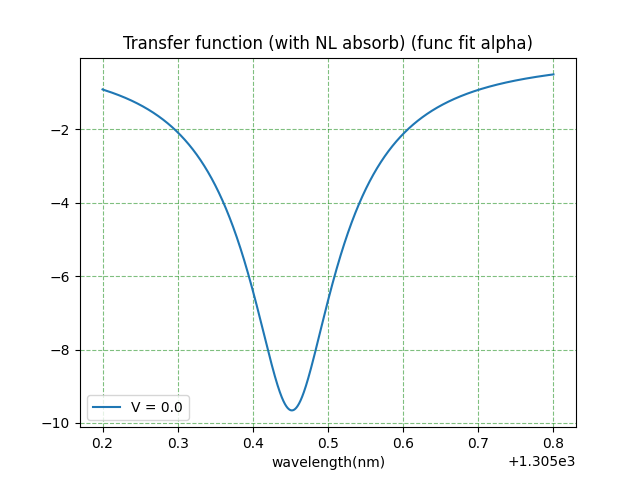 Transfer function (with NL absorb) (func fit alpha)
−2
−4
−6
−8
−10
V = 0.0
0.2 0.3 0.4 0.5 0.6 0.7 0.8
wavelength(nm)
+1.305e3